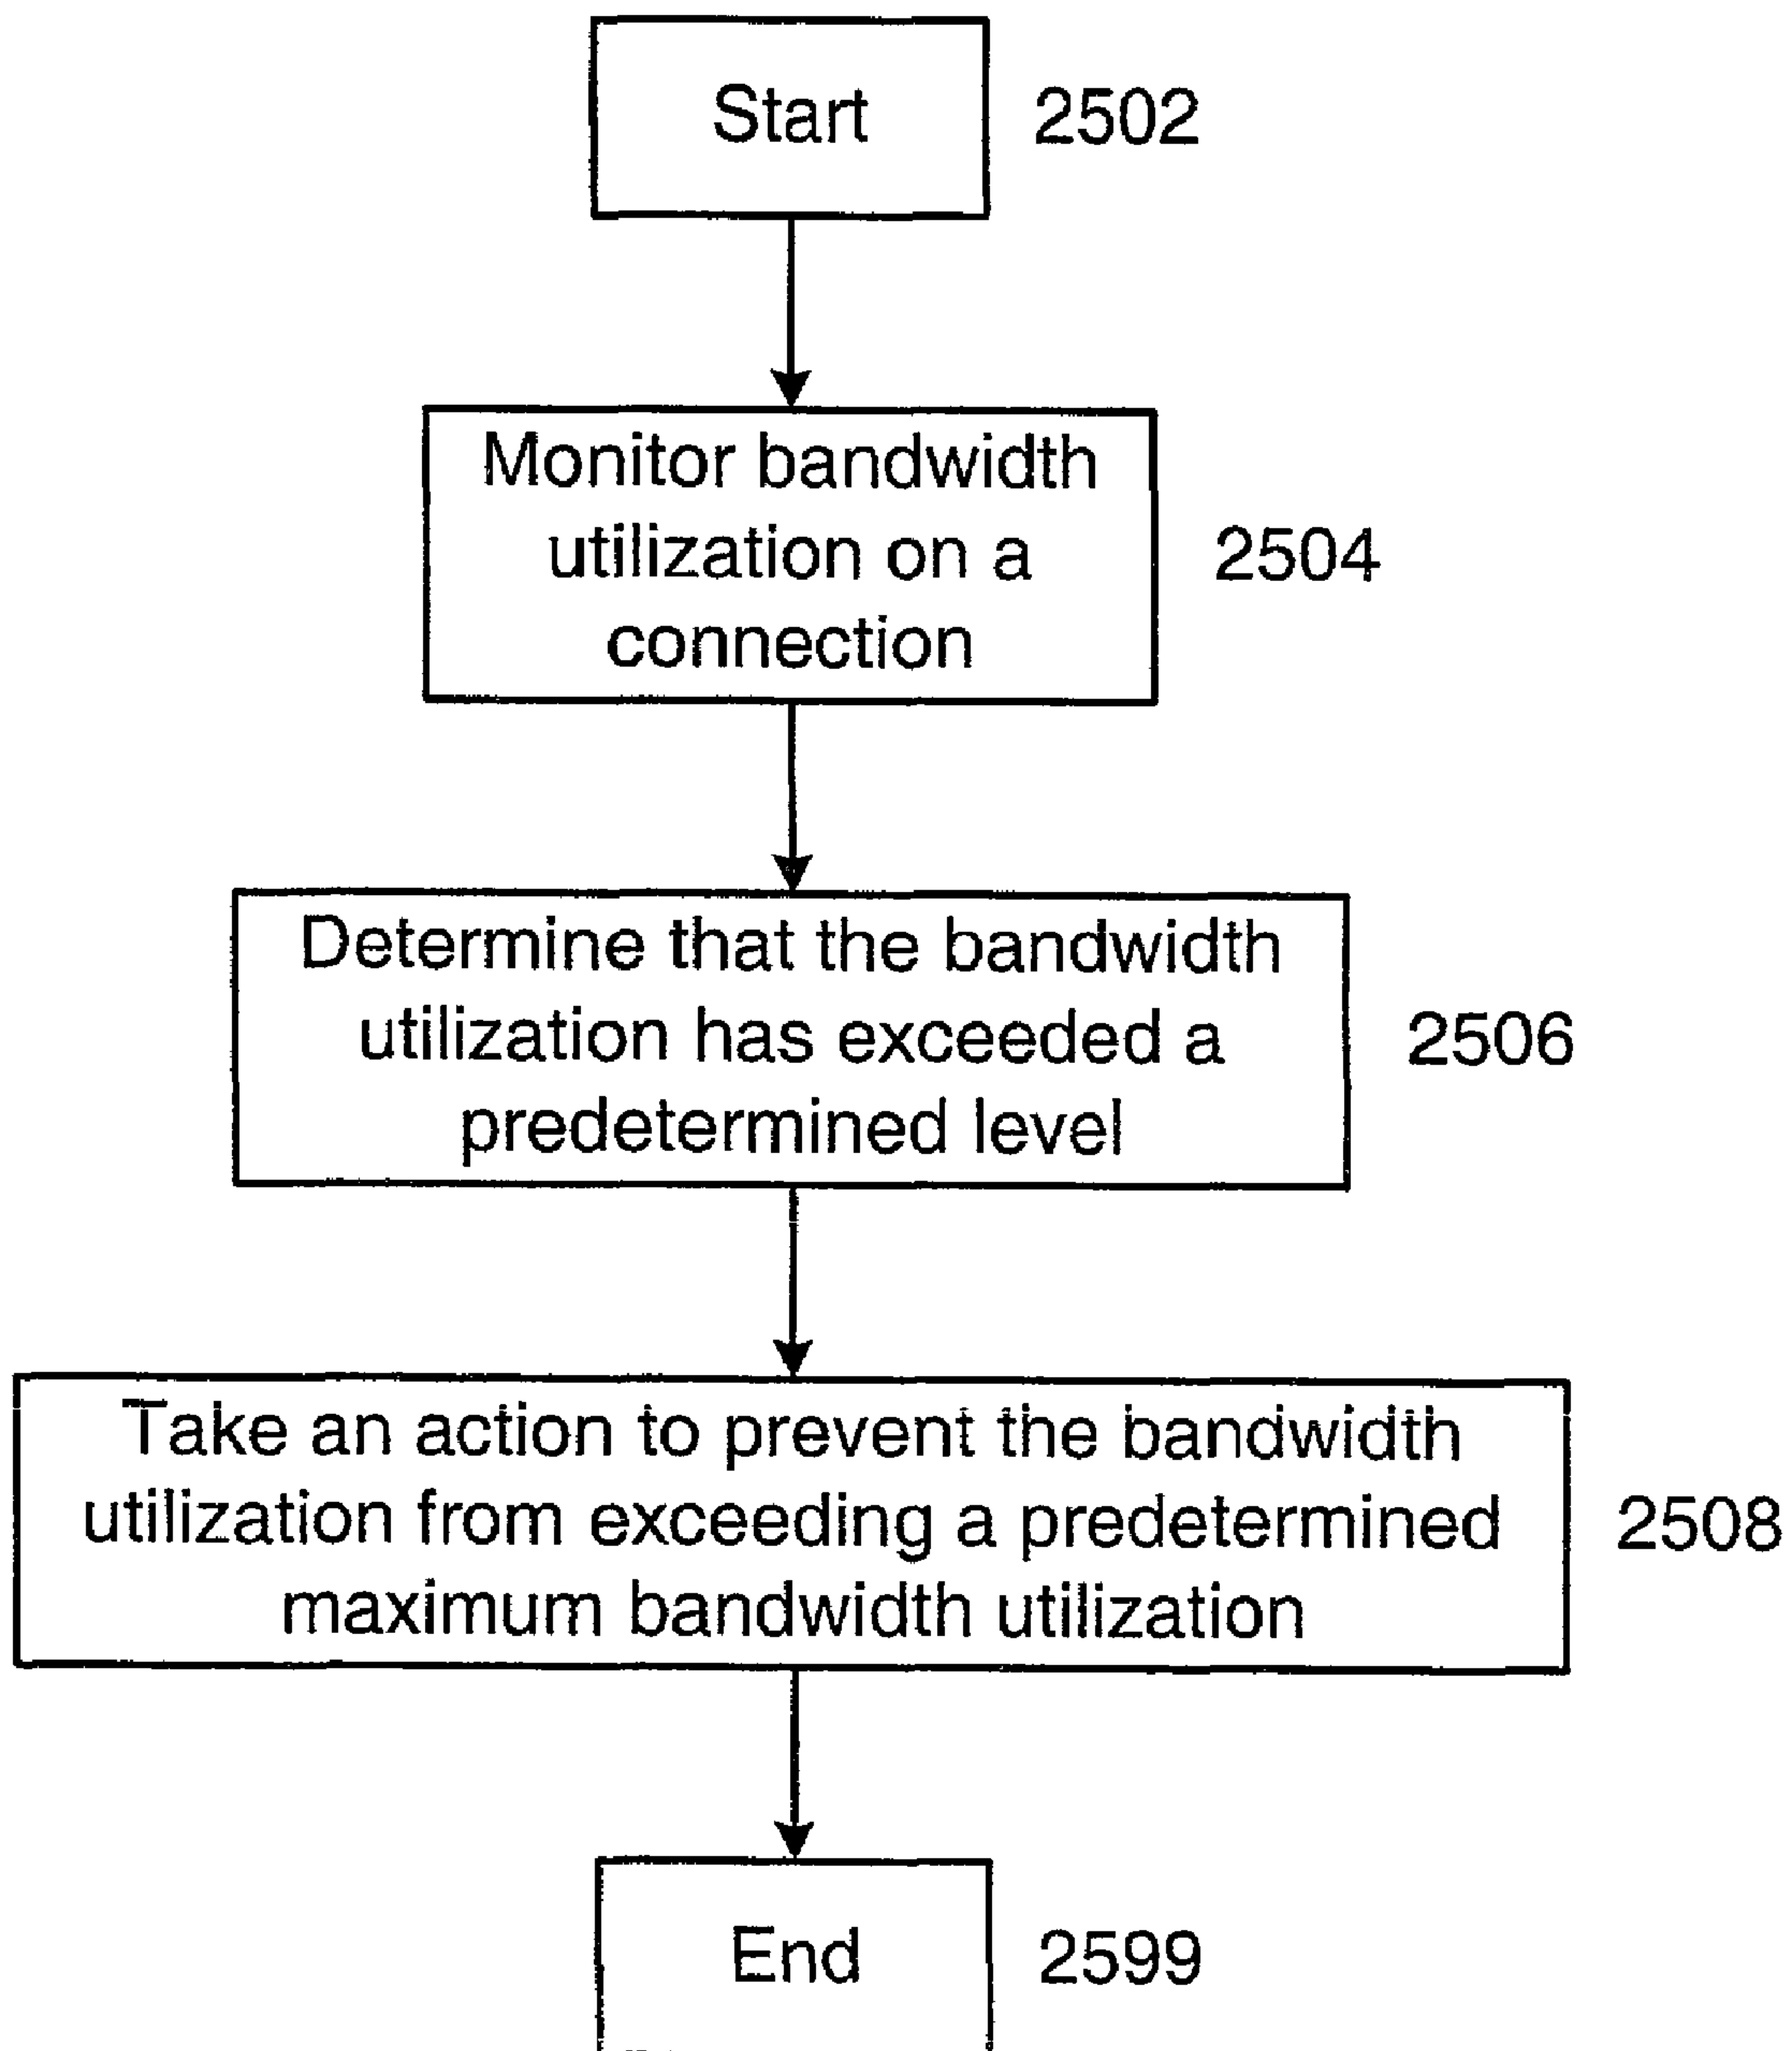 Start
2502
Monitor bandwidth
utilization on a
connection
2504
Determine that the bandwidth
utilization has exceeded a
predetermined level
2506
Take an action to prevent the bandwidth
utilization from exceeding a predetermined
maximum bandwidth utilization
2508
End
2599